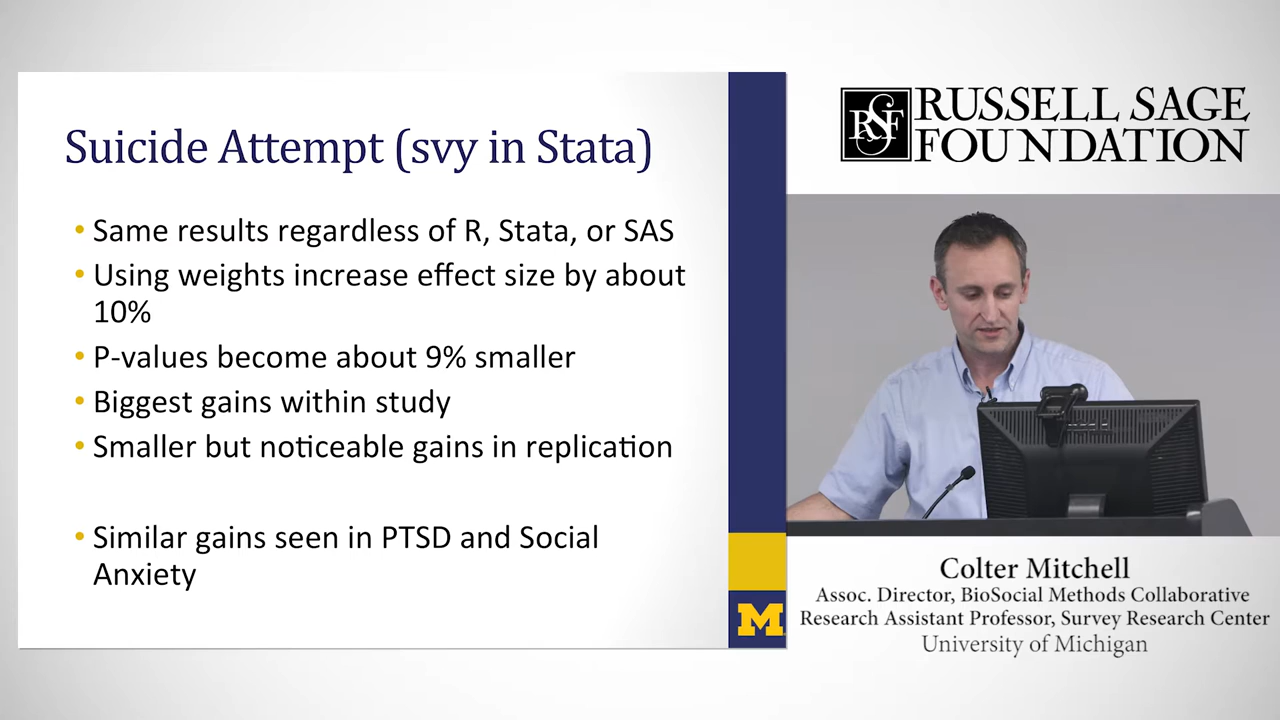 Suicide Attempt (svy in Stata)
• Same results regardless of R, Stata, or SAS
• Using weights increase effect size by about
10%
• P-values become about 9% smaller
• Biggest gains within study
• Smaller but noticeable gains in replication
• Similar gains seen in PTSD and Social
Anxiety
M
RSF
RUSSELL SAGE
FOUNDATION
Colter Mitchell
Assoc. Director, BioSocial Methods Collaborative
Research Assistant Professor, Survey Research Center
University of Michigan